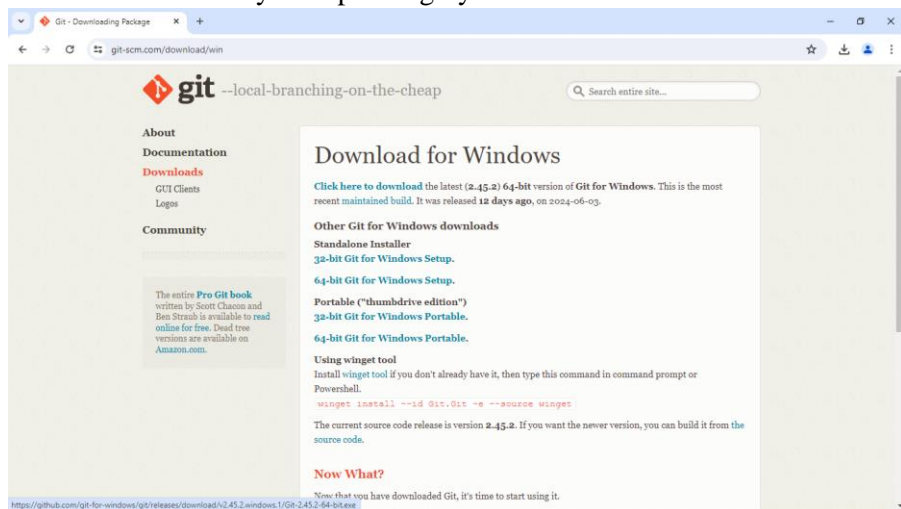 Git - Downloading Package
git-scm.com/download/win
git --local-branching-on-the-cheap
Search entire site...
About
Documentation
Downloads
GUI Clients
Logos
Community
The entire Pro Git book
written by Scott Chacon and
Ben Straub is available to read
online for free. Dead tree
versions are available on
Amazon.com.
Download for Windows
Click here to download the latest (2.45.2) 64-bit version of Git for Windows. This is the most
recent maintained build. It was released 12 days ago, on 2024-06-03.
Other Git for Windows downloads
Standalone Installer
32-bit Git for Windows Setup.
64-bit Git for Windows Setup.
Portable ("thumbdrive edition")
32-bit Git for Windows Portable.
64-bit Git for Windows Portable.
Using winget tool
Install winget tool if you don't already have it, then type this command in command prompt or
Powershell.
winget install --id Git.Git -e --source winget
The current source code release is version 2.45.2. If you want the newer version, you can build it from the
source code.
Now What?
Now that you have downloaded Git, it's time to start using it.
https://github.com/git-for-windows/git/releases/download/v2.45.2.windows.1/Git-2.45.2-64-bit.exe